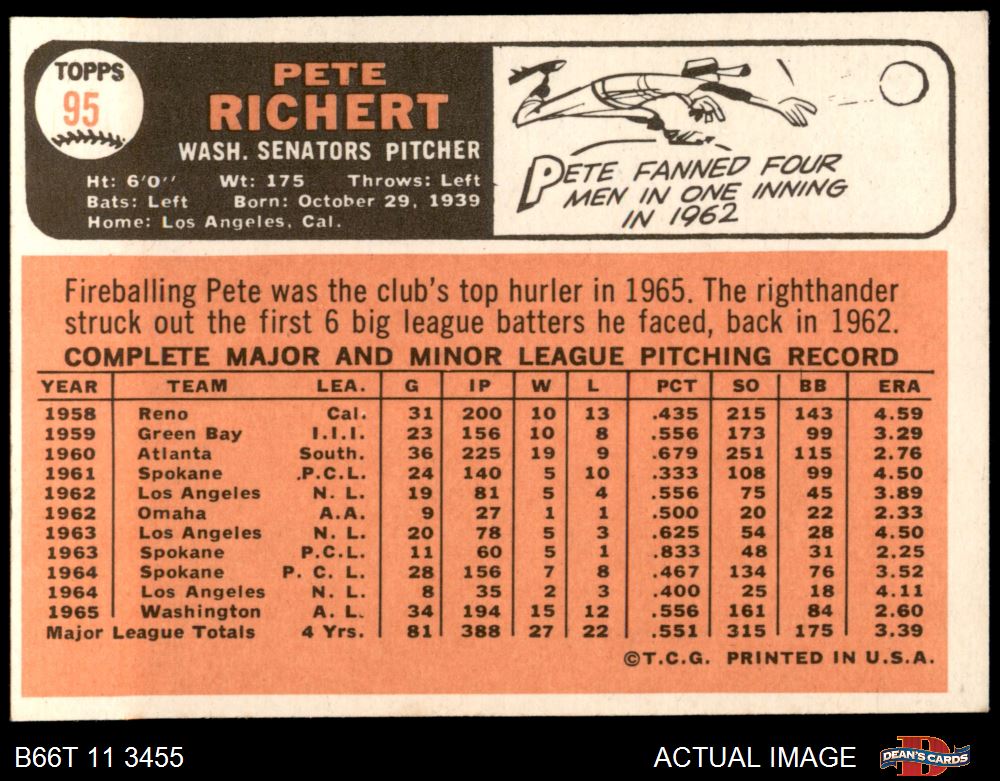 TOPPS
95
PETE
RICHERT
WASH. SENATORS PITCHER
Ht: 6'0'' Wt: 175 Throws: Left
Bats: Left Born: October 29, 1939
Home: Los Angeles, Cal.
PETE FANNED FOUR
MEN IN ONE INNING
IN 1962
Fireballing Pete was the club's top hurler in 1965. The righthander
struck out the first 6 big league batters he faced, back in 1962.
COMPLETE MAJOR AND MINOR LEAGUE PITCHING RECORD
YEAR TEAM LEA. G IP W L PCT SO BB ERA
1958 Reno Cal. 31 200 10 13 .435 215 143 4.59
1959 Green Bay I.I.I. 23 156 10 8 .556 173 99 3.29
1960 Atlanta South. 36 225 19 9 .679 251 115 2.76
1961 Spokane .P.C.L. 24 140 5 10 .333 108 99 4.50
1962 Los Angeles N. L. 19 81 5 4 .556 75 45 3.89
1962 Omaha A.A. 9 27 1 1 .500 20 22 2.33
1963 Los Angeles N. L. 20 78 5 3 .625 54 28 4.50
1963 Spokane P.C.L. 11 60 5 1 .833 48 31 2.25
1964 Spokane P. C. L. 28 156 7 8 .467 134 76 3.52
1964 Los Angeles N. L. 8 35 2 3 .400 25 18 4.11
1965 Washington A. L. 34 194 15 12 .556 161 84 2.60
Major League Totals 4 Yrs. 81 388 27 22 .551 315 175 3.39
©T.C.G. PRINTED IN U.S.A.
B66T 11 3455 ACTUAL IMAGE DEAN'S CARDS